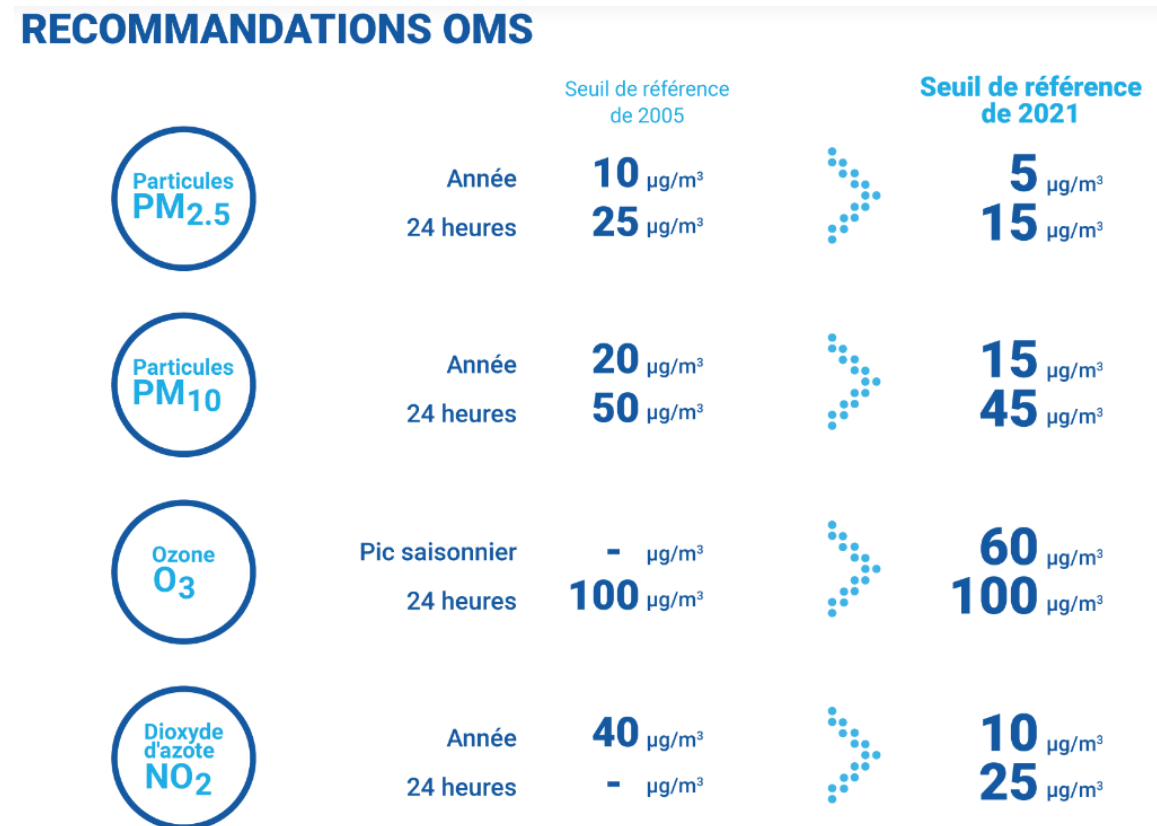 RECOMMANDATIONS OMS
Seuil de référence
de 2005
Seuil de référence
de 2021
Particules
PM2.5
Année 10 µg/m³ 5 µg/m³
24 heures 25 µg/m³ 15 µg/m³
Particules
PM10
Année 20 µg/m³ 15 µg/m³
24 heures 50 µg/m³ 45 µg/m³
Ozone
O3
Pic saisonnier - µg/m³ 60 µg/m³
24 heures 100 µg/m³ 100 µg/m³
Dioxyde
d'azote
NO2
Année 40 µg/m³ 10 µg/m³
24 heures - µg/m³ 25 µg/m³